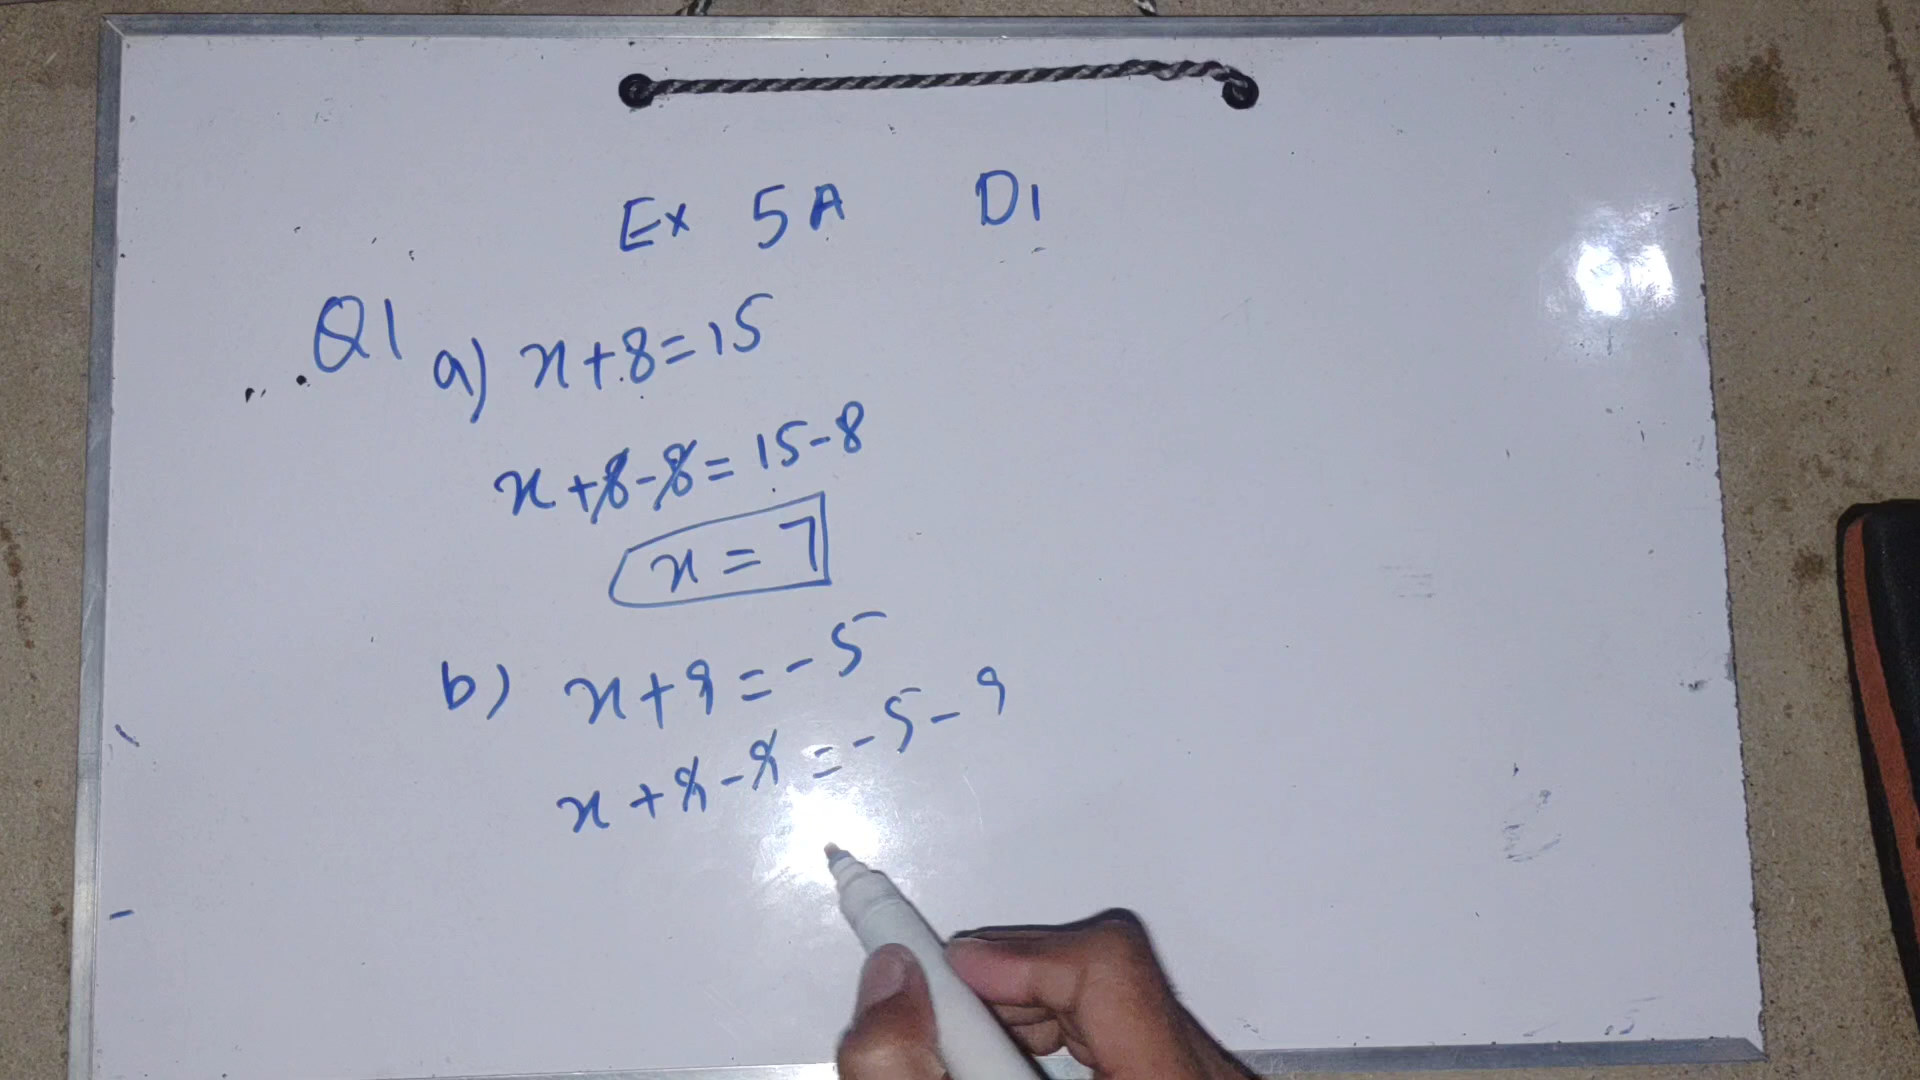 Ex 5A D1
Q1 a) x+8=15
x+8-8=15-8
x=7
b) x+9=-5
x+9-9=-5-9